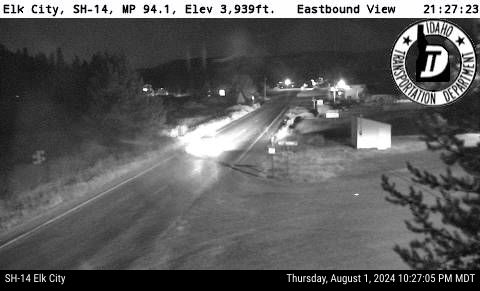 Elk City, SH-14, MP 94.1, Elev 3,939ft. Eastbound View 21:27:23
IDAHO
TRANSPORTATION DEPARTMENT
SH-14 Elk City Thursday, August 1, 2024 10:27:05 PM MDT